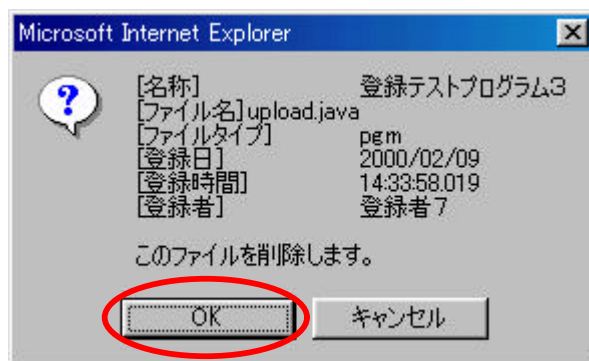 Microsoft Internet Explorer
[名称] 登録テストプログラム3
[ファイル名]upload.java
[ファイルタイプ] pgm
[登録日] 2000/02/09
[登録時間] 14:33:58.019
[登録者] 登録者7
このファイルを削除します。
OK キャンセル